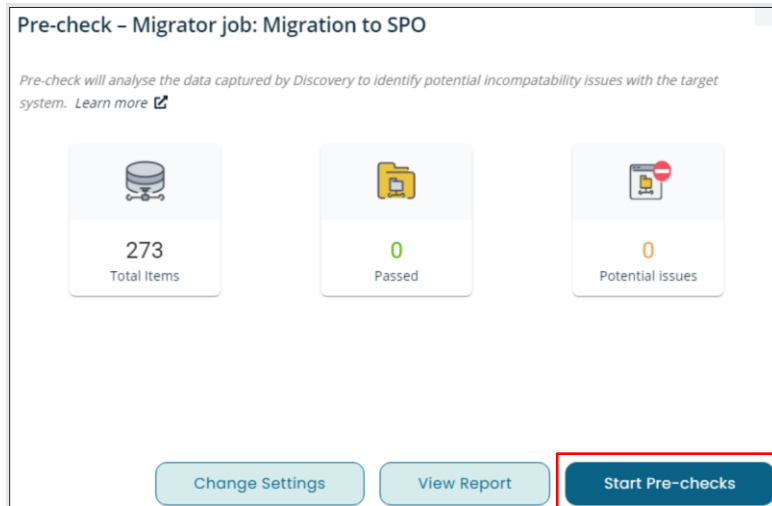 Pre-check – Migrator job: Migration to SPO
Pre-check will analyse the data captured by Discovery to identify potential incompatability issues with the target
system. Learn more
273
Total Items
0
Passed
0
Potential issues
Change Settings
View Report
Start Pre-checks